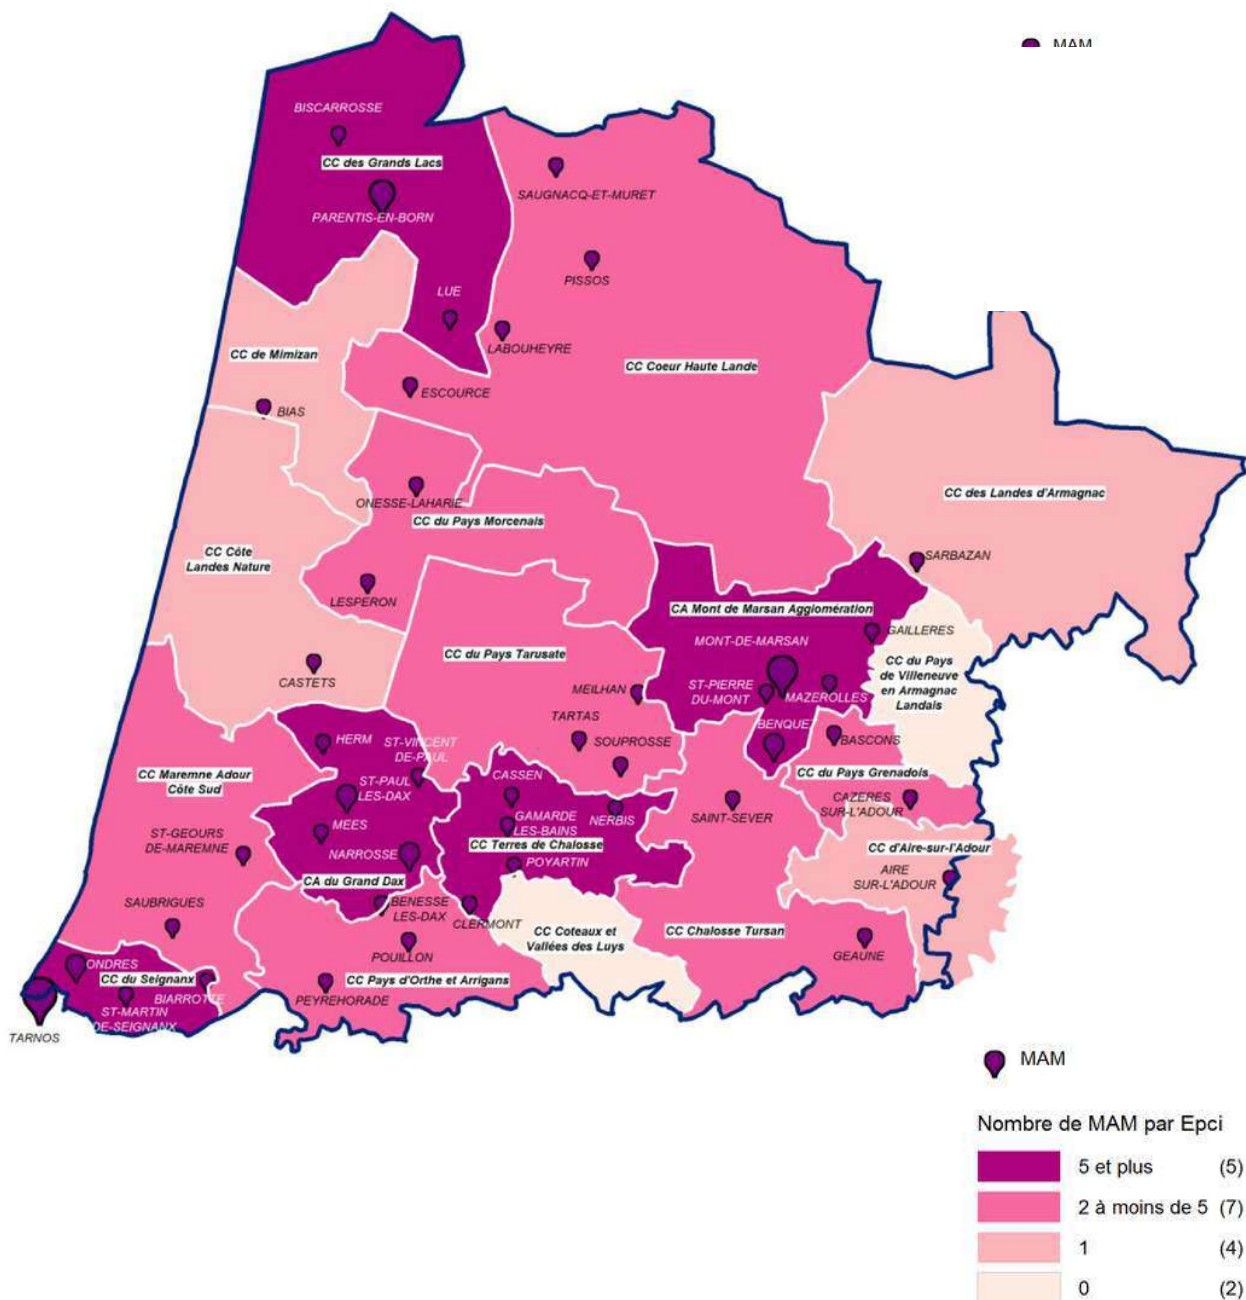 MAM
BISCARROSSE
CC des Grands Lacs
SAUGNACQ-ET-MURET
PARENTIS-EN-BORN
PISSOS
LUE
LABOUHEYRE
CC de Mimizan
CC Coeur Haute Lande
ESCOURCE
BIAS
CC des Landes d'Armagnac
ONESSE-LAHARIE
CC du Pays Morcenais
CC Côte
Landes Nature
SARBAZAN
LESPERON
CA Mont de Marsan Agglomération
GAILLERES
MONT-DE-MARSAN
CC du Pays Tarusate
CC du Pays
de Villeneuve
en Armagnac
Landais
CASTETS
MEILHAN
ST-PIERRE
DU-MONT
MAZEROLLES
TARTAS
BENQUET
HERM
ST-VINCENT
DE-PAUL
SOUPROSSE
BASCONS
CC Maremne Adour
Côte Sud
ST-PAUL
LES-DAX
CASSEN
CC du Pays Grenadois
CAZERES
SUR-L'ADOUR
GAMARDE
LES-BAINS
NERBIS
SAINT-SEVER
ST-GEOURS
DE-MAREMNE
MEES
NARROSSE
CC Terres de Chalosse
CC d'Aire-sur-l'Adour
POYARTIN
AIRE
SUR-L'ADOUR
CA du Grand Dax
SAUBRIGUES
BENESSE
LES-DAX
CLERMONT
CC Coteaux et
Vallées des Luys
CC Chalosse Tursan
POUILLON
GEAUNE
ONDRES
CC du Seignanx
CC Pays d'Orthe et Arrigans
BIARROTTE
PEYREHORADE
ST-MARTIN
DE-SEIGNANX
TARNOS
MAM
Nombre de MAM par Epci
5 et plus (5)
2 à moins de 5 (7)
1 (4)
0 (2)